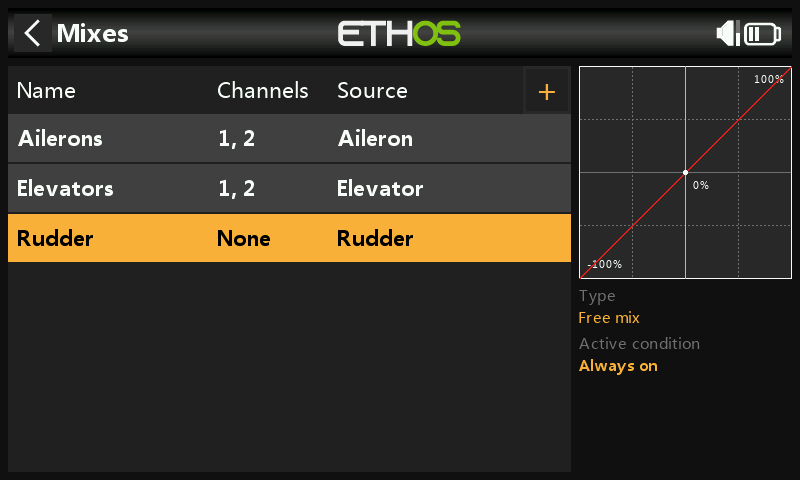 Mixes
ETHOS
Name Channels Source +
Ailerons 1, 2 Aileron
Elevators 1, 2 Elevator
Rudder None Rudder
100%
0%
-100%
Type
Free mix
Active condition
Always on